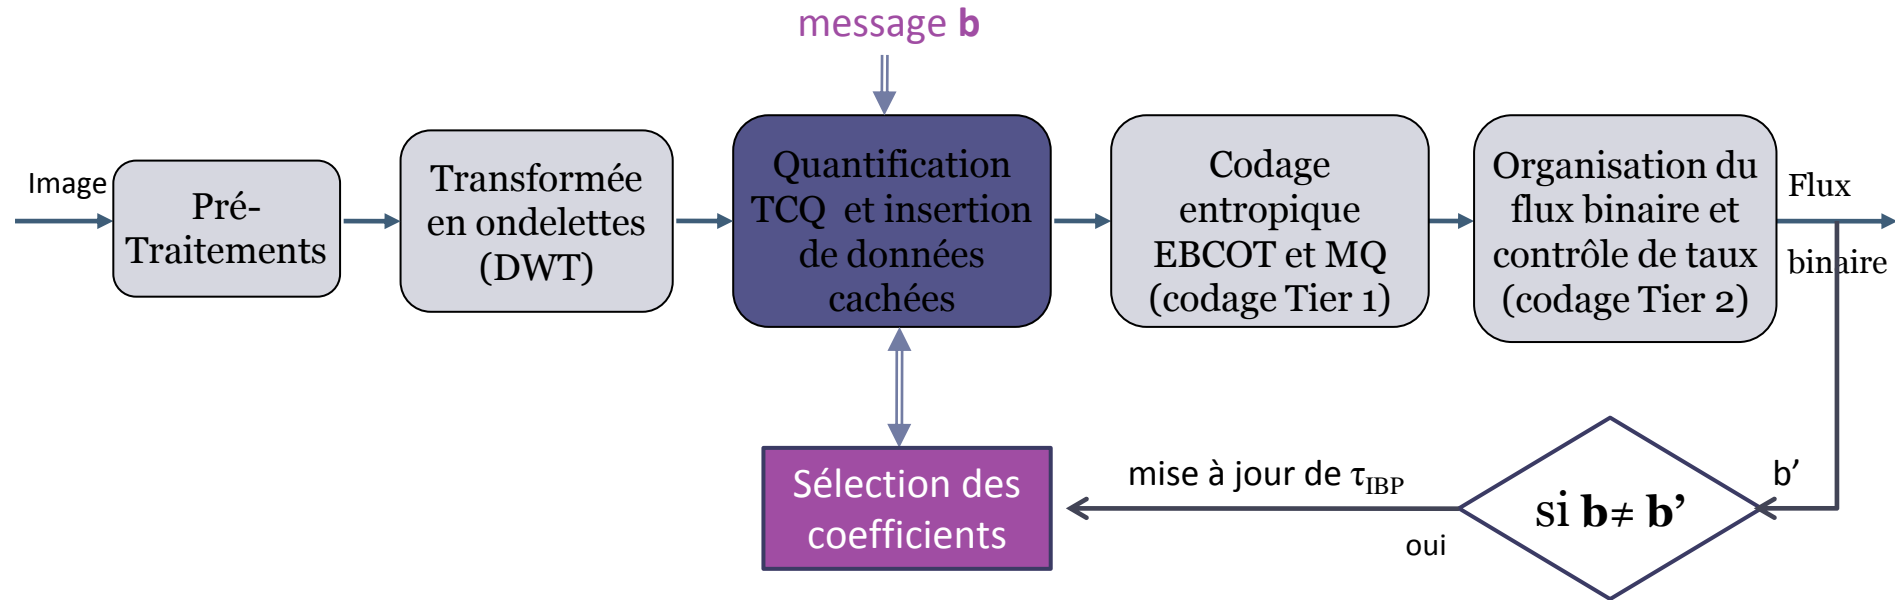 message b
Image
Pré-
Traitements
Transformée
en ondelettes
(DWT)
Quantification
TCQ et insertion
de données
cachées
Codage
entropique
EBCOT et MQ
(codage Tier 1)
Organisation du
flux binaire et
contrôle de taux
(codage Tier 2)
Flux
binaire
Sélection des
coefficients
mise à jour de τIBP
oui
si b≠ b’
b’